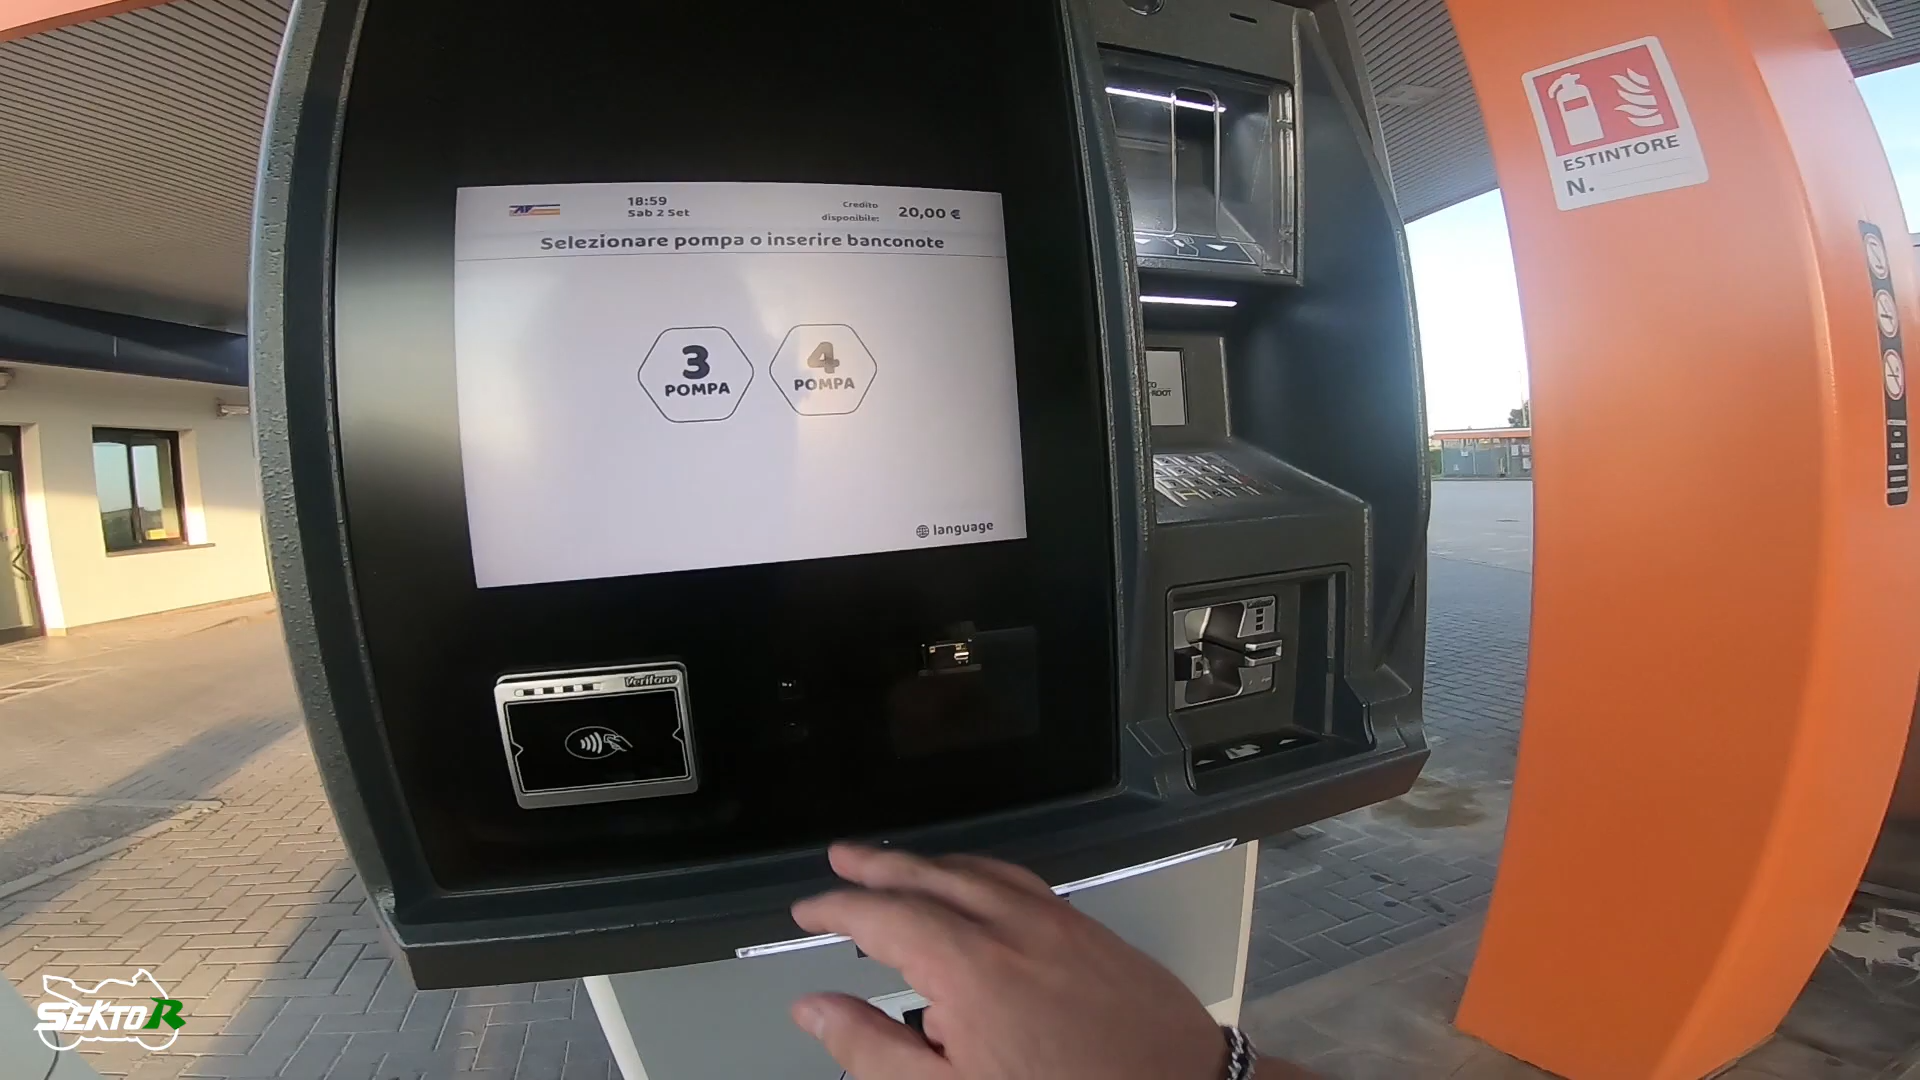 18:59
Sab 2 Set
Credito
disponibile:
20,00 €
Selezionare pompa o inserire banconote
3
POMPA
4
POMPA
language
Verifone
ESTINTORE
N.
SEKTOR